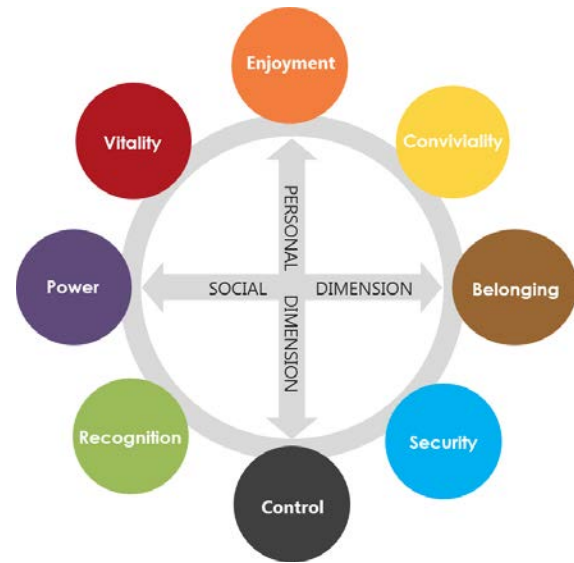 Enjoyment
Vitality
Conviviality
PERSONAL DIMENSION
Power
SOCIAL DIMENSION
Belonging
Recognition
Security
Control